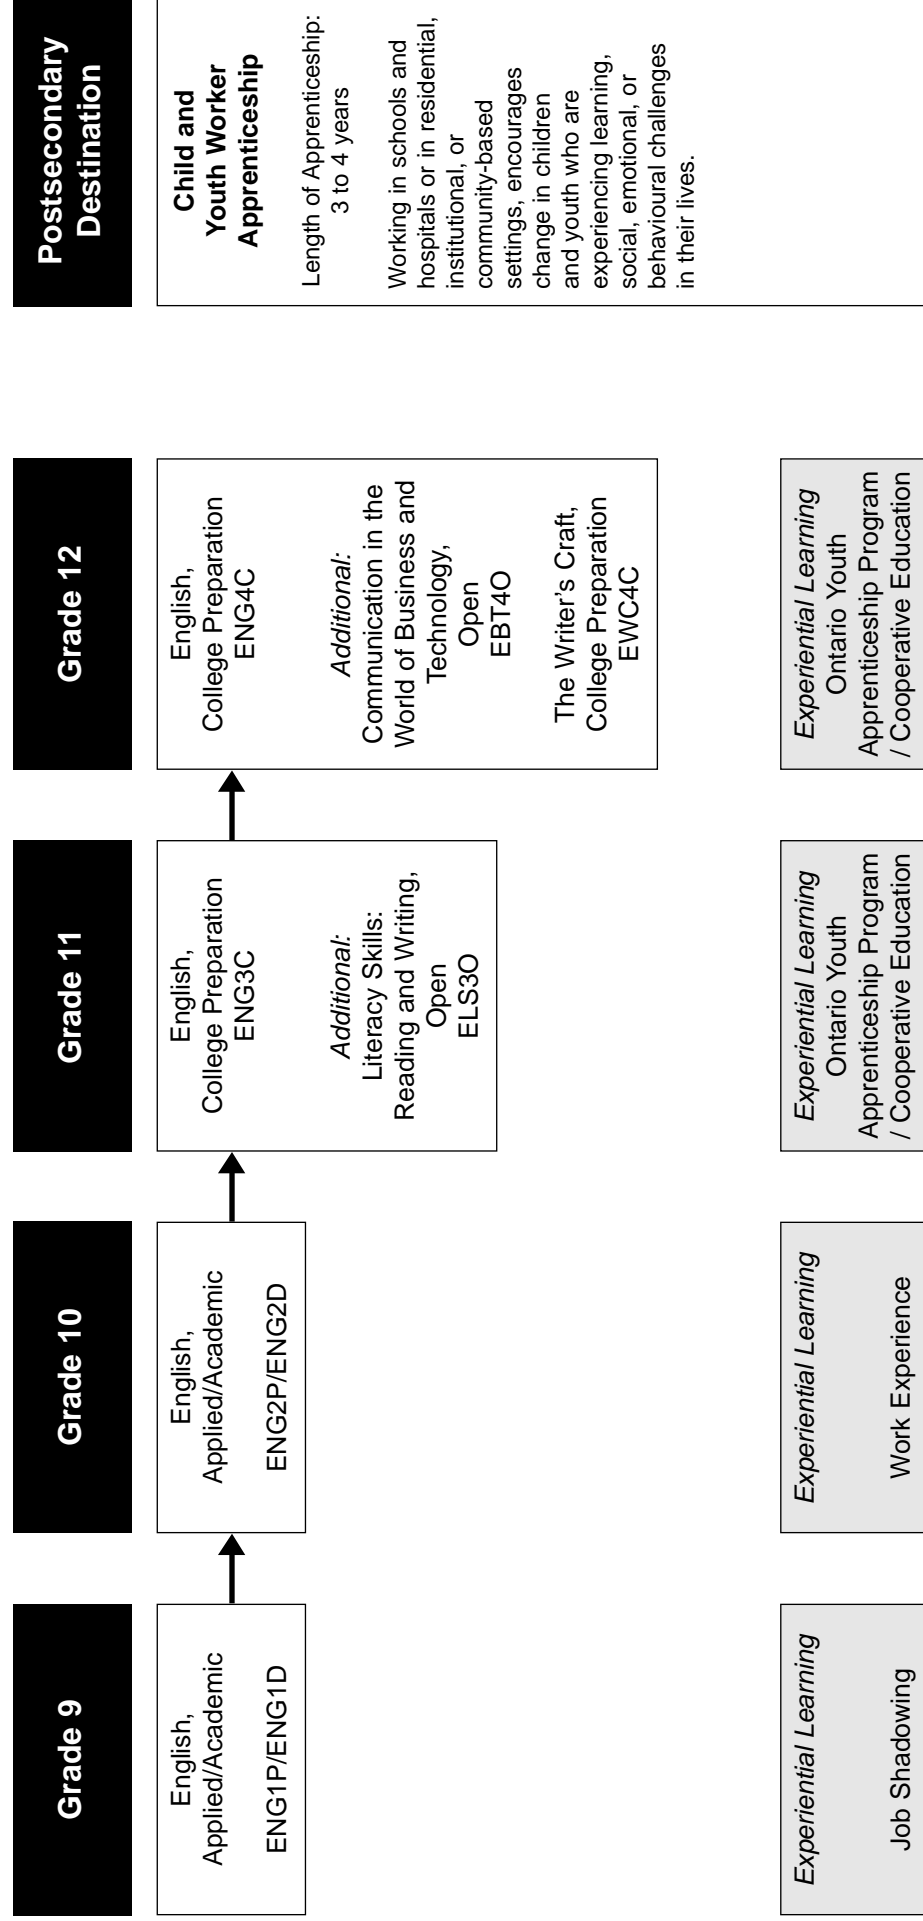 Grade 9
English,
Applied/Academic
ENG1P/ENG1D
Experiential Learning
Job Shadowing
Grade 10
English,
Applied/Academic
ENG2P/ENG2D
Experiential Learning
Work Experience
Grade 11
English,
College Preparation
ENG3C
Additional:
Literacy Skills:
Reading and Writing,
Open
ELS3O
Experiential Learning
Ontario Youth
Apprenticeship Program
/ Cooperative Education
Grade 12
English,
College Preparation
ENG4C
Additional:
Communication in the
World of Business and
Technology,
Open
EBT4O
The Writer's Craft,
College Preparation
EWC4C
Experiential Learning
Ontario Youth
Apprenticeship Program
/ Cooperative Education
Postsecondary
Destination
Child and
Youth Worker
Apprenticeship
Length of Apprenticeship:
3 to 4 years
Working in schools and
hospitals or in residential,
institutional, or
community-based
settings, encourages
change in children
and youth who are
experiencing learning,
social, emotional, or
behavioural challenges
in their lives.